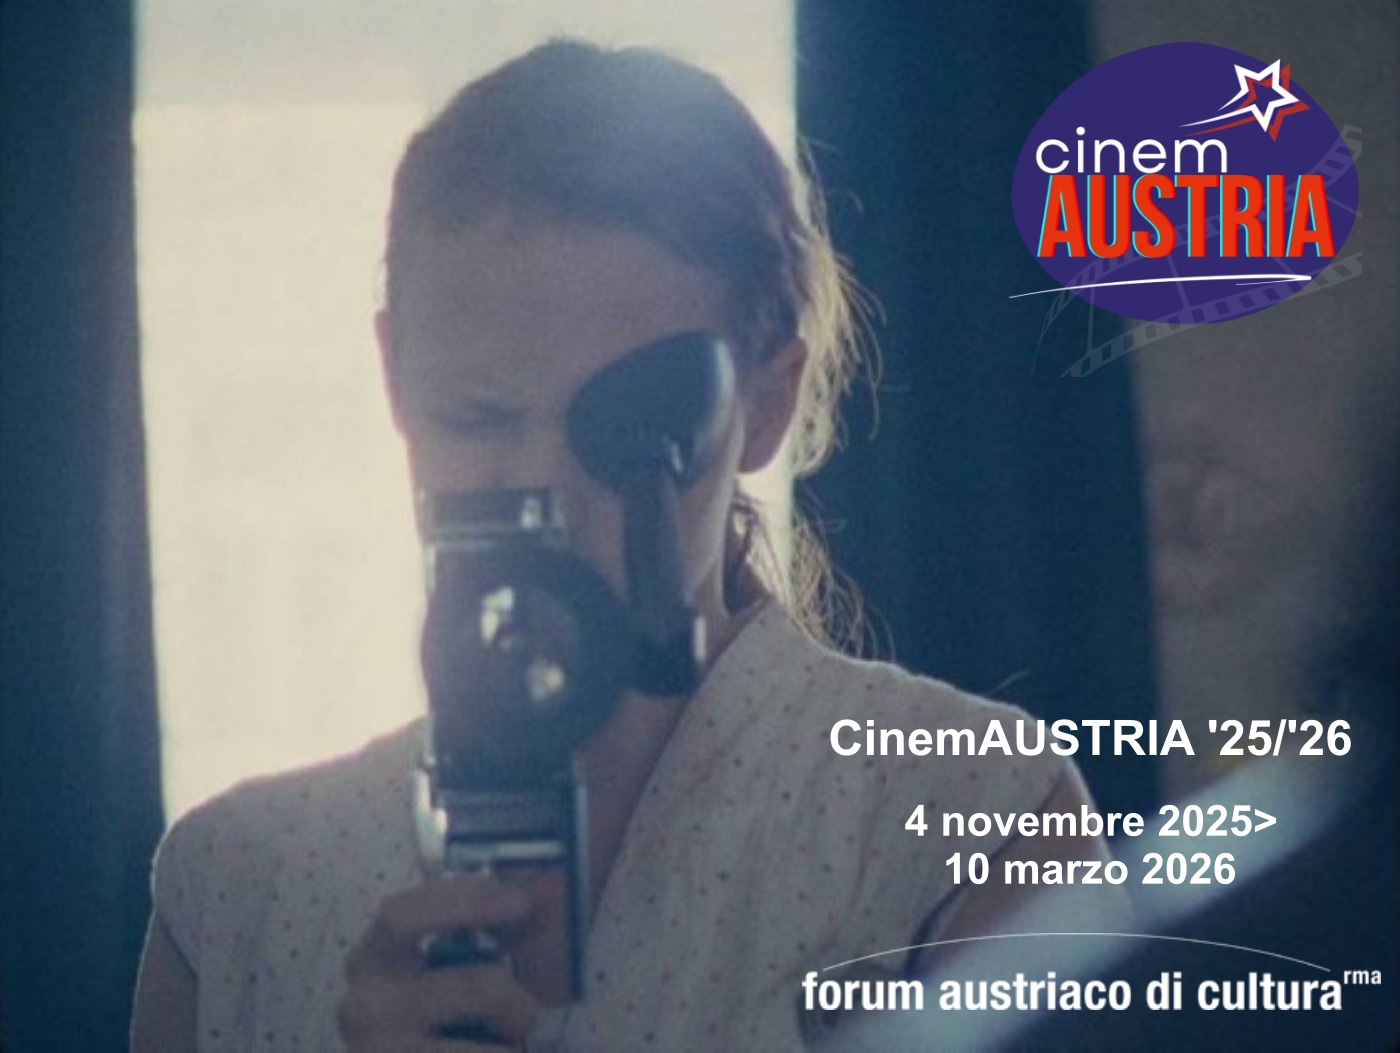 cinem
AUSTRIA
CinemAUSTRIA '25/'26
4 novembre 2025>
10 marzo 2026
forum austriaco di cultura rma